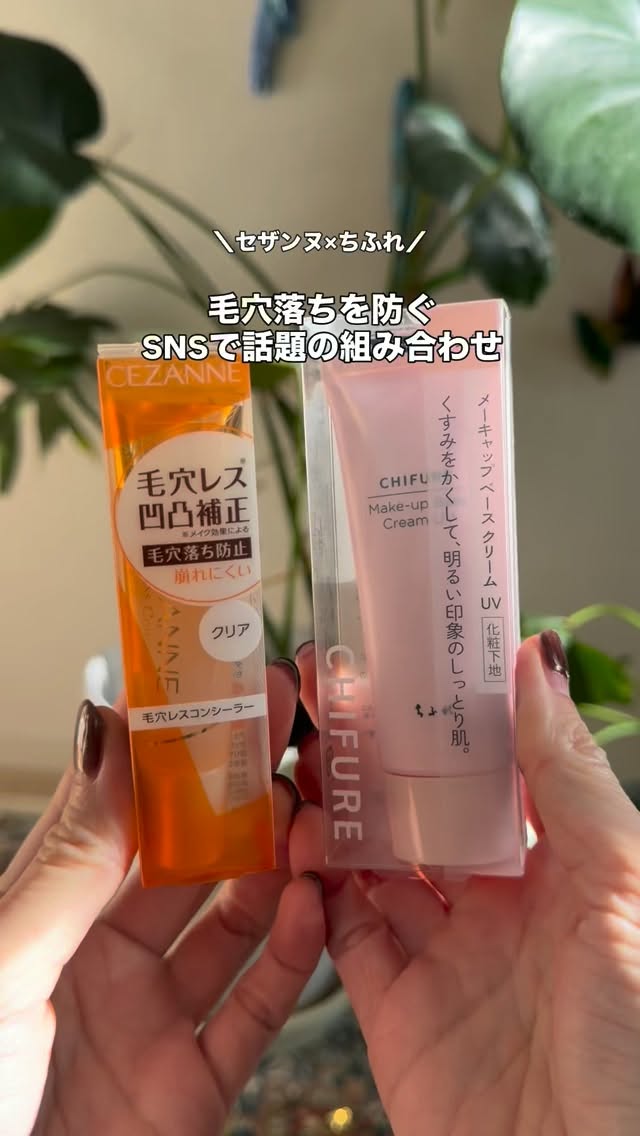 ＼セザンヌ×ちふれ／
毛穴落ちを防ぐ
SNSで話題の組み合わせ
CEZANNE
毛穴レス※
凹凸補正
※メイク効果による
毛穴落ち防止
崩れにくい
クリア
毛穴レスコンシーラー
メーキャップ ベース クリーム UV 化粧下地
くすみをかくして、明るい印象のしっとり肌。
CHIFU
Make-up
Cream
CHIFURE